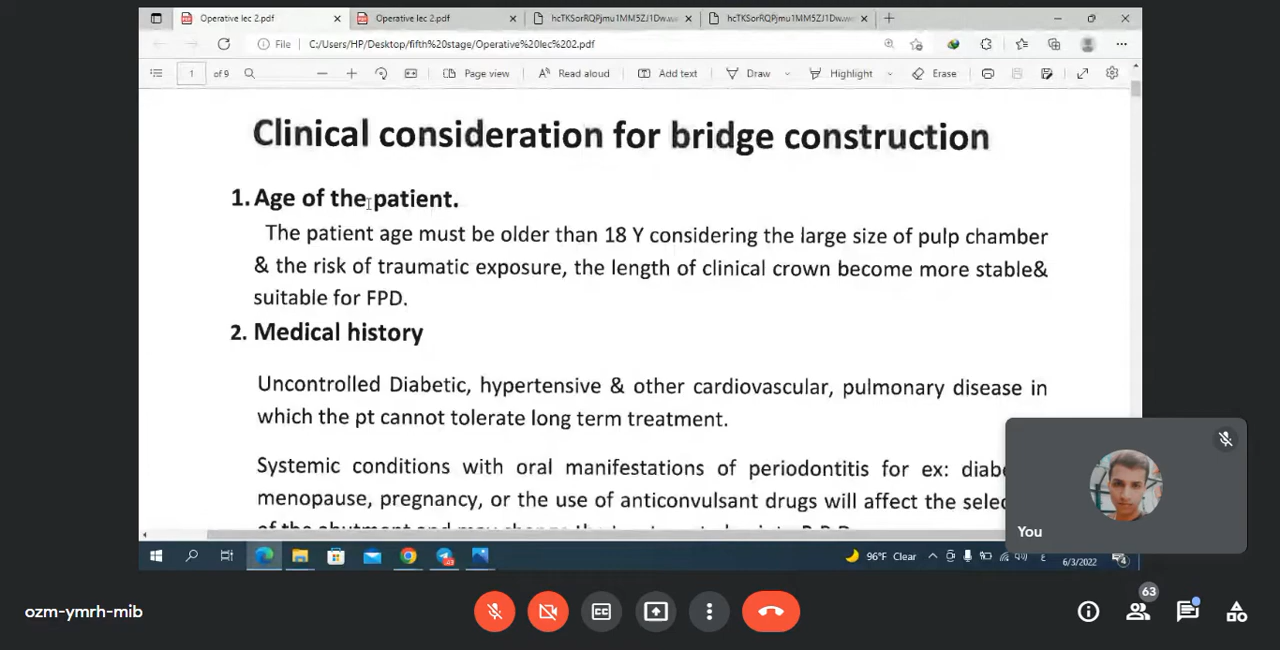 Operative lec 2.pdf
Operative lec 2.pdf
hcTKSorRQPjmu1MM5ZJ1Dw.uu
hcTKSorRQPjmu1MM5ZJ1Dw.uu
File
C:/Users/HP/Desktop/fifth%20stage/Operative%20lec%202.pdf
1 of 9
Page view
Read aloud
Add text
Draw
Highlight
Erase
Clinical consideration for bridge construction
1. Age of the patient.
The patient age must be older than 18 Y considering the large size of pulp chamber
& the risk of traumatic exposure, the length of clinical crown become more stable&
suitable for FPD.
2. Medical history
Uncontrolled Diabetic, hypertensive & other cardiovascular, pulmonary disease in
which the pt cannot tolerate long term treatment.
Systemic conditions with oral manifestations of periodontitis for ex: diabe
menopause, pregnancy, or the use of anticonvulsant drugs will affect the selec
You
96°F Clear
ع
6/3/2022
4
ozm-ymrh-mib
63